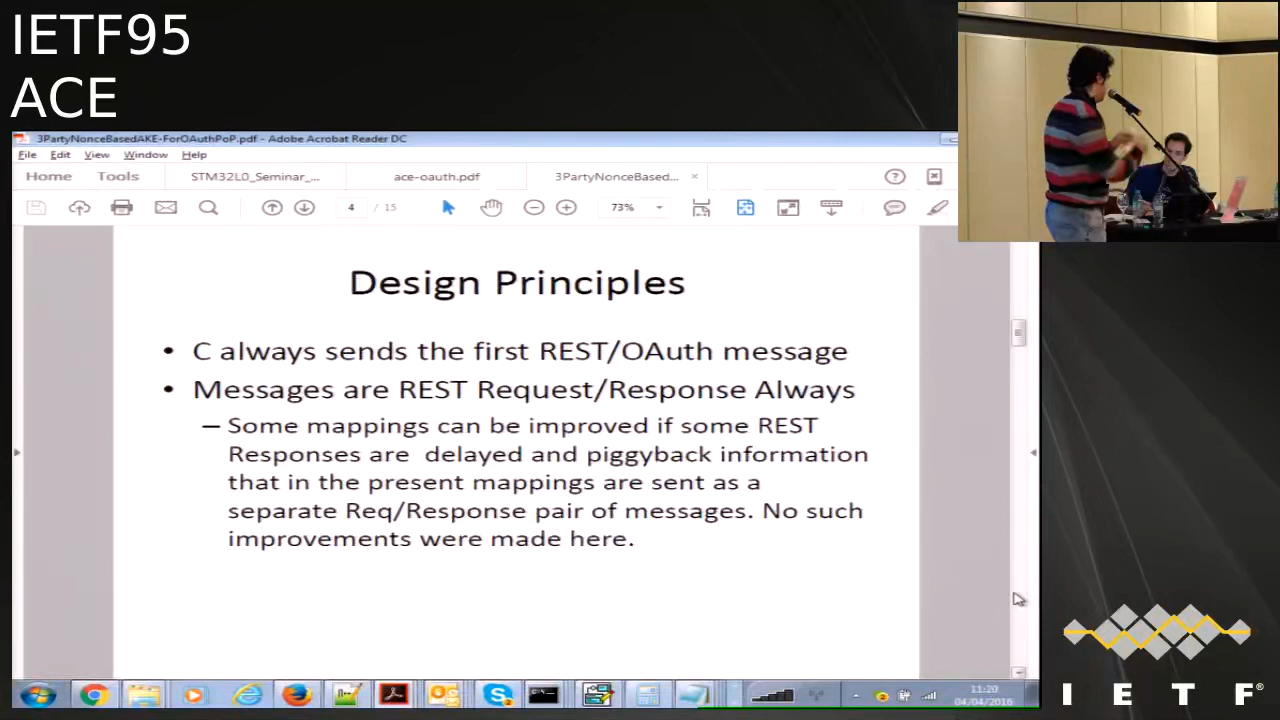 IETF95
ACE
3PartyNonceBasedAKE-ForOAuthPoP.pdf - Adobe Acrobat Reader DC
File Edit View Window Help
Home Tools STM32L0_Seminar_... ace-oauth.pdf 3PartyNonceBased... ×
4 / 15 73%
Design Principles
• C always sends the first REST/OAuth message
• Messages are REST Request/Response Always
– Some mappings can be improved if some REST
Responses are delayed and piggyback information
that in the present mappings are sent as a
separate Req/Response pair of messages. No such
improvements were made here.
11:20
04/04/2016
I E T F®